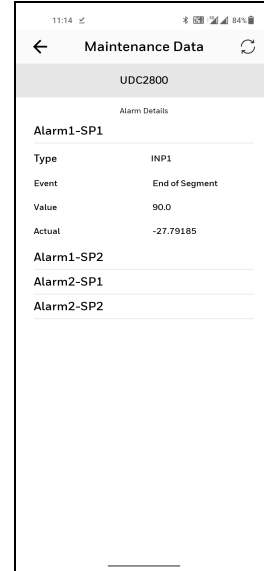 11:14 84%
Maintenance Data
UDC2800
Alarm Details
Alarm1-SP1
Type INP1
Event End of Segment
Value 90.0
Actual -27.79185
Alarm1-SP2
Alarm2-SP1
Alarm2-SP2